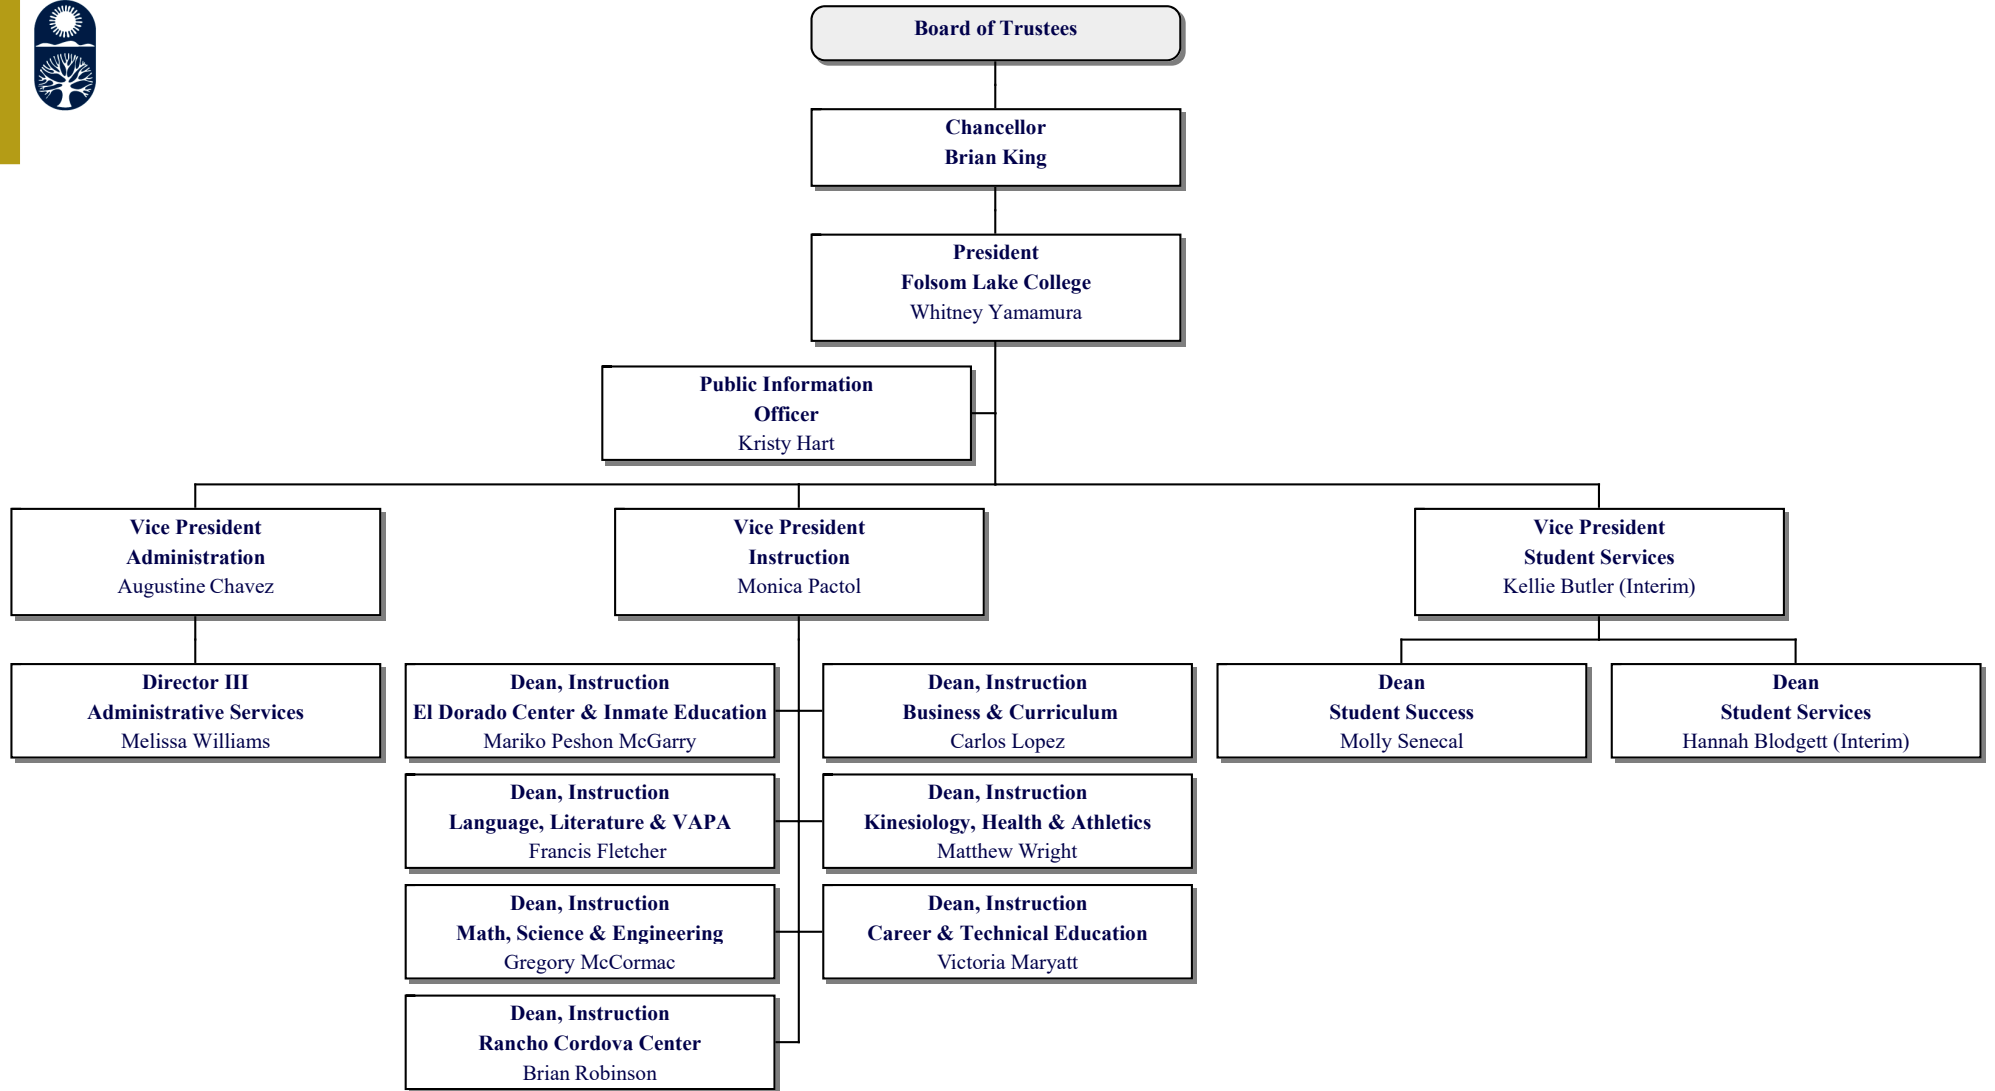 Board of Trustees
Chancellor
Brian King
President
Folsom Lake College
Whitney Yamamura
Public Information
Officer
Kristy Hart
Vice President
Administration
Augustine Chavez
Vice President
Instruction
Monica Pactol
Vice President
Student Services
Kellie Butler (Interim)
Director III
Administrative Services
Melissa Williams
Dean, Instruction
El Dorado Center & Inmate Education
Mariko Peshon McGarry
Dean, Instruction
Business & Curriculum
Carlos Lopez
Dean
Student Success
Molly Senecal
Dean
Student Services
Hannah Blodgett (Interim)
Dean, Instruction
Language, Literature & VAPA
Francis Fletcher
Dean, Instruction
Kinesiology, Health & Athletics
Matthew Wright
Dean, Instruction
Math, Science & Engineering
Gregory McCormac
Dean, Instruction
Career & Technical Education
Victoria Maryatt
Dean, Instruction
Rancho Cordova Center
Brian Robinson